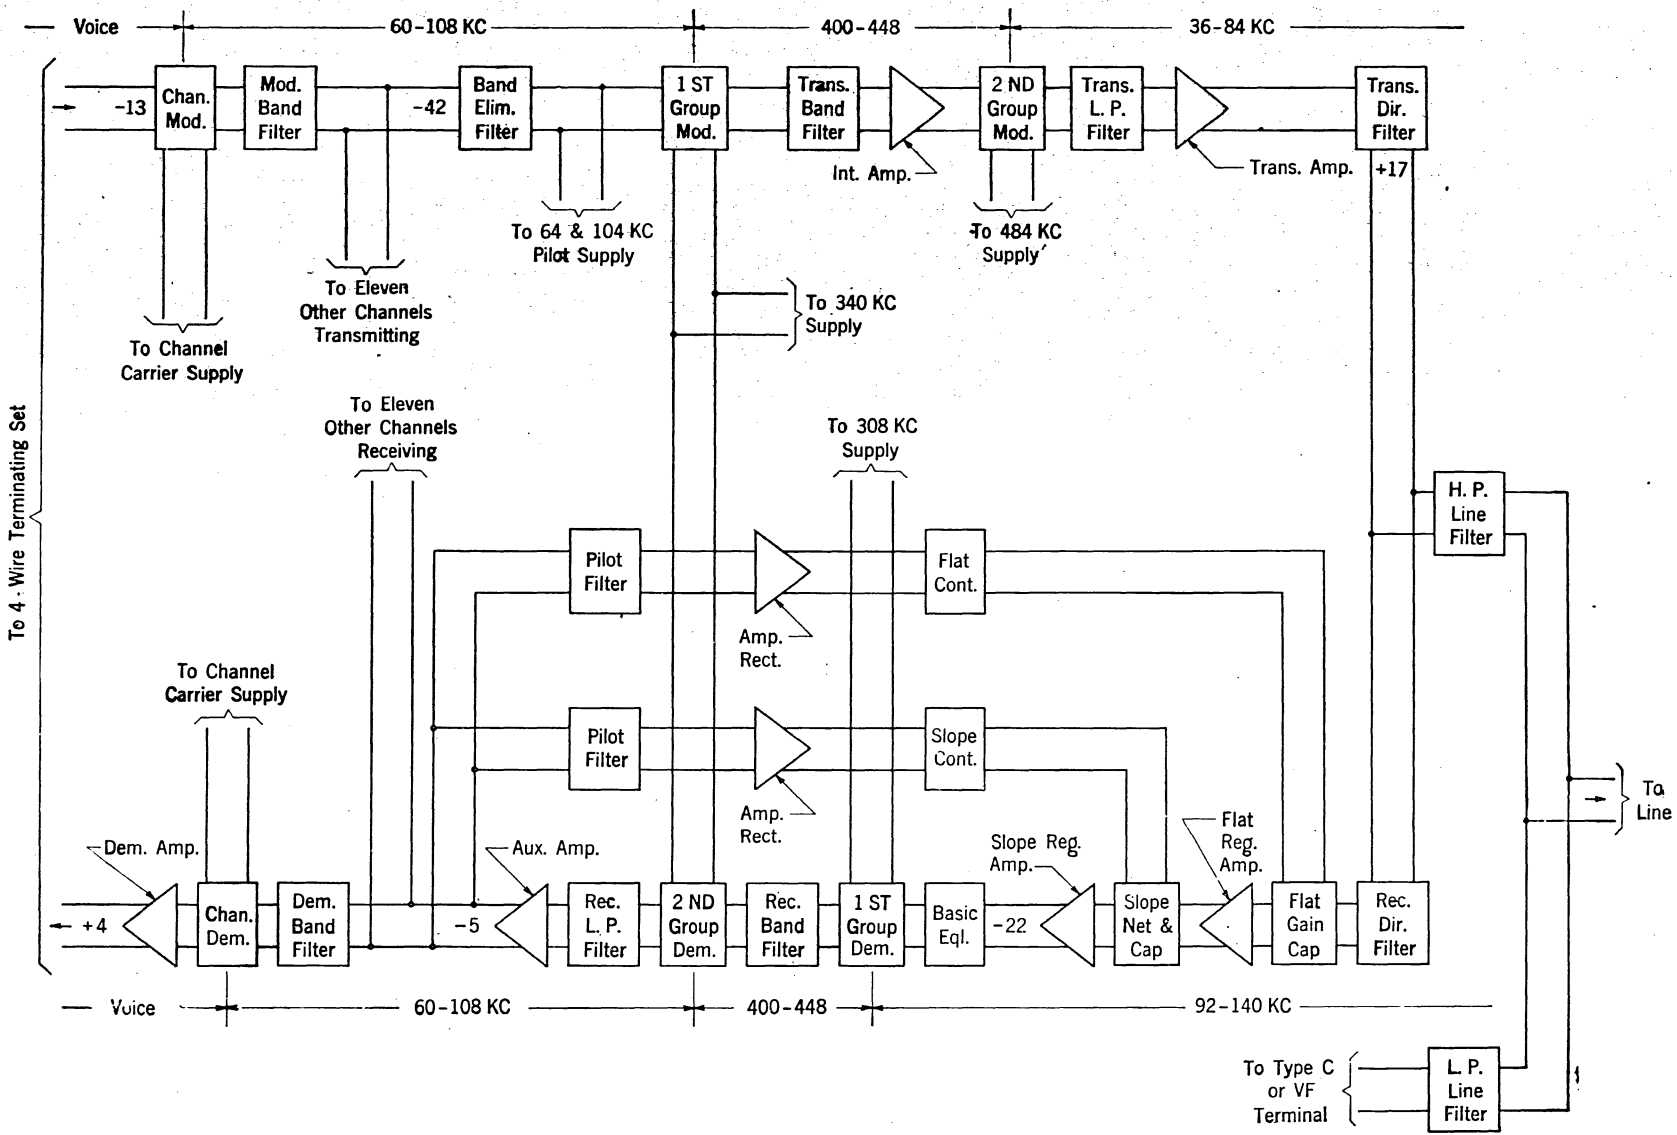 Voice
60-108 KC
400-448
36-84 KC
-13
Chan.
Mod.
Mod.
Band
Filter
-42
Band
Elim.
Filter
1 ST
Group
Mod.
Trans.
Band
Filter
Int. Amp.
2 ND
Group
Mod.
Trans.
L. P.
Filter
Trans. Amp.
Trans.
Dir.
Filter
+17
To 64 & 104 KC
Pilot Supply
To 484 KC
Supply
To Eleven
Other Channels
Transmitting
To 340 KC
Supply
To Channel
Carrier Supply
To Eleven
Other Channels
Receiving
To 308 KC
Supply
To 4-Wire Terminating Set
H. P.
Line
Filter
Pilot
Filter
Amp.
Rect.
Flat
Cont.
To Channel
Carrier Supply
Pilot
Filter
Amp.
Rect.
Slope
Cont.
To
Line
Dem. Amp.
Aux. Amp.
Slope Reg.
Amp.
Flat
Reg.
Amp.
+4
Chan.
Dem.
Dem.
Band
Filter
-5
Rec.
L. P.
Filter
2 ND
Group
Dem.
Rec.
Band
Filter
1 ST
Group
Dem.
Basic
Eql.
-22
Slope
Net &
Cap
Flat
Gain
Cap
Rec.
Dir.
Filter
Voice
60-108 KC
400-448
92-140 KC
To Type C
or VF
Terminal
L. P.
Line
Filter